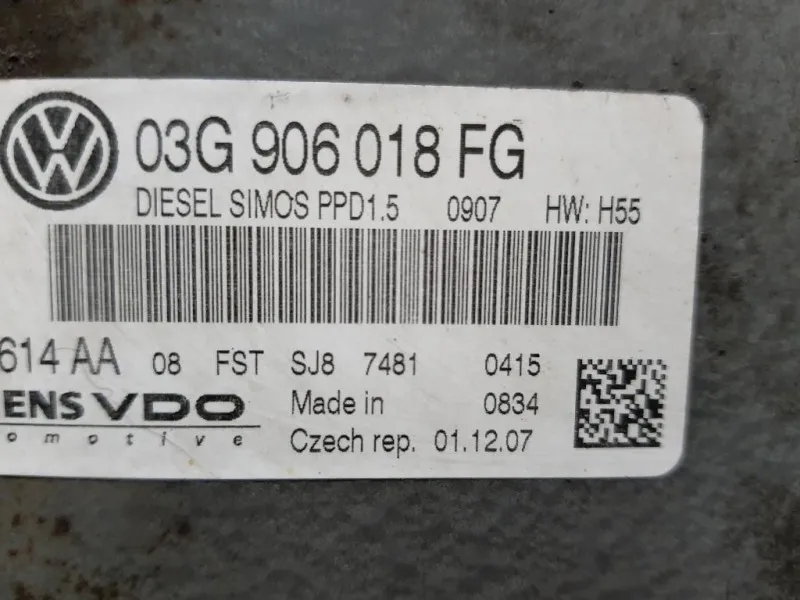 03G 906 018 FG
DIESEL SIMOS PPD1.5 0907 HW: H55
614 AA 08 FST SJ8 7481 0415
ENS VDO Made in 0834
omotive Czech rep. 01.12.07